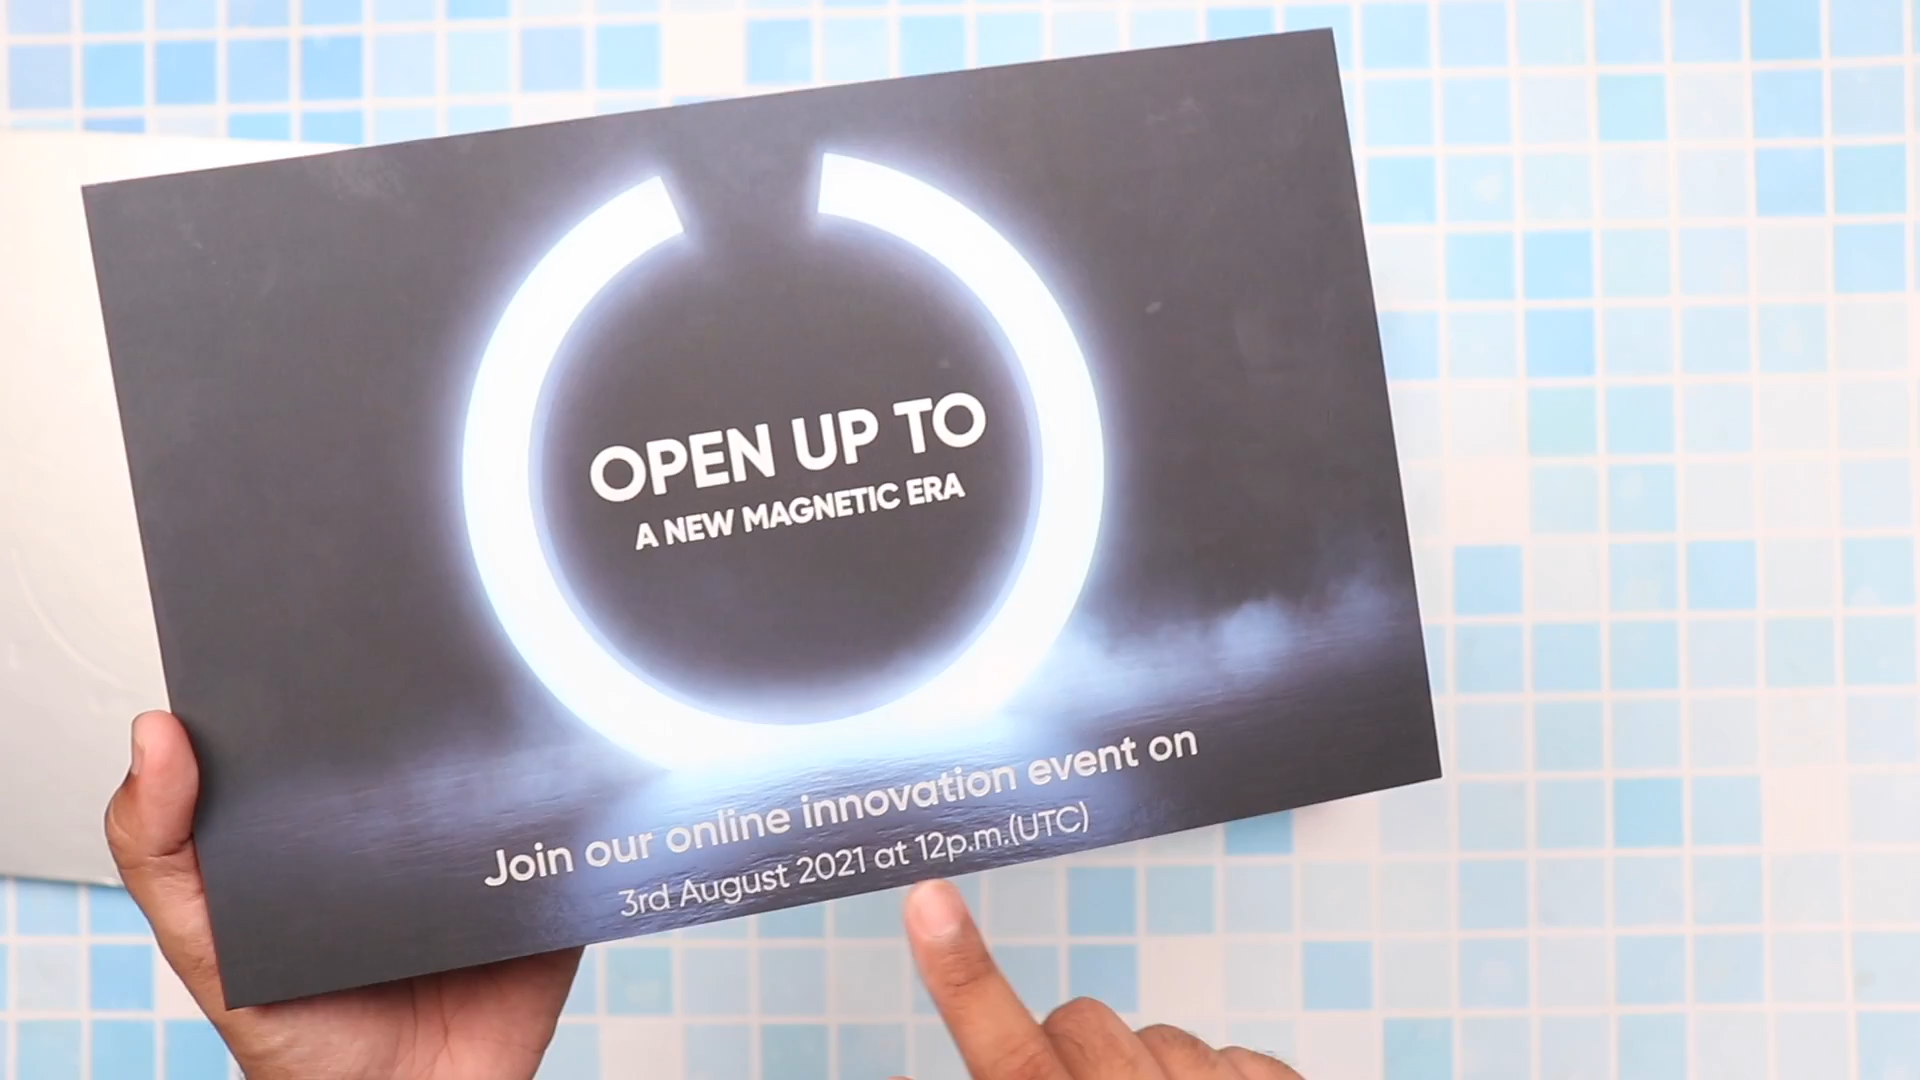 OPEN UP TO
A NEW MAGNETIC ERA
Join our online innovation event on
3rd August 2021 at 12p.m.(UTC)